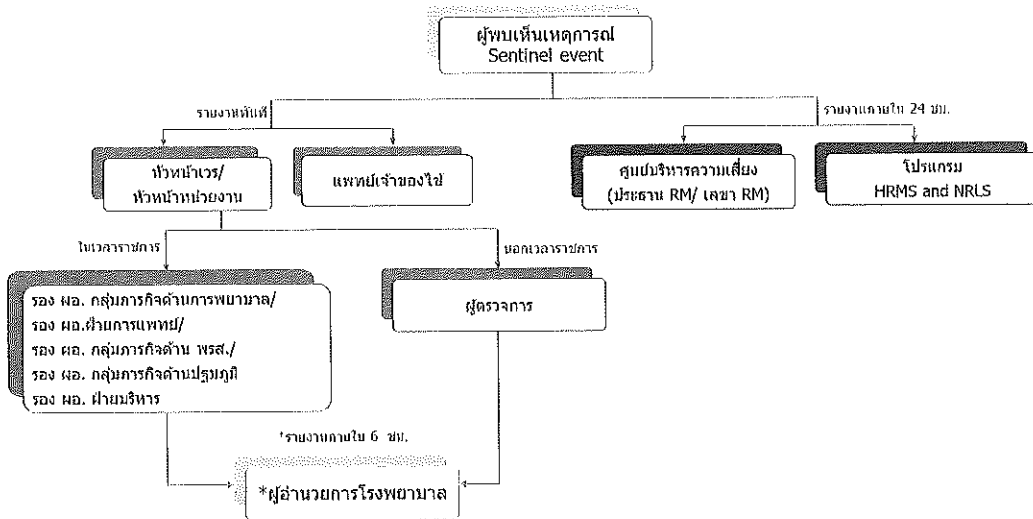 ผู้พบเห็นเหตุการณ์
Sentinel event
รายงานทันที
รายงานภายใน 24 ชม.
หัวหน้าเวร/
หัวหน้าหน่วยงาน
แพทย์เจ้าของไข้
ศูนย์บริหารความเสี่ยง
(ประธาน RM/ เลขา RM)
โปรแกรม
HRMS and NRLS
ในเวลาราชการ
นอกเวลาราชการ
รอง ผอ. กลุ่มภารกิจด้านการพยาบาล/
รอง ผอ.ฝ่ายการแพทย์/
รอง ผอ. กลุ่มภารกิจด้าน พรส./
รอง ผอ. กลุ่มภารกิจด้านปฐมภูมิ
รอง ผอ. ฝ่ายบริหาร
ผู้ตรวจการ
*รายงานภายใน 6 ชม.
*ผู้อำนวยการโรงพยาบาล